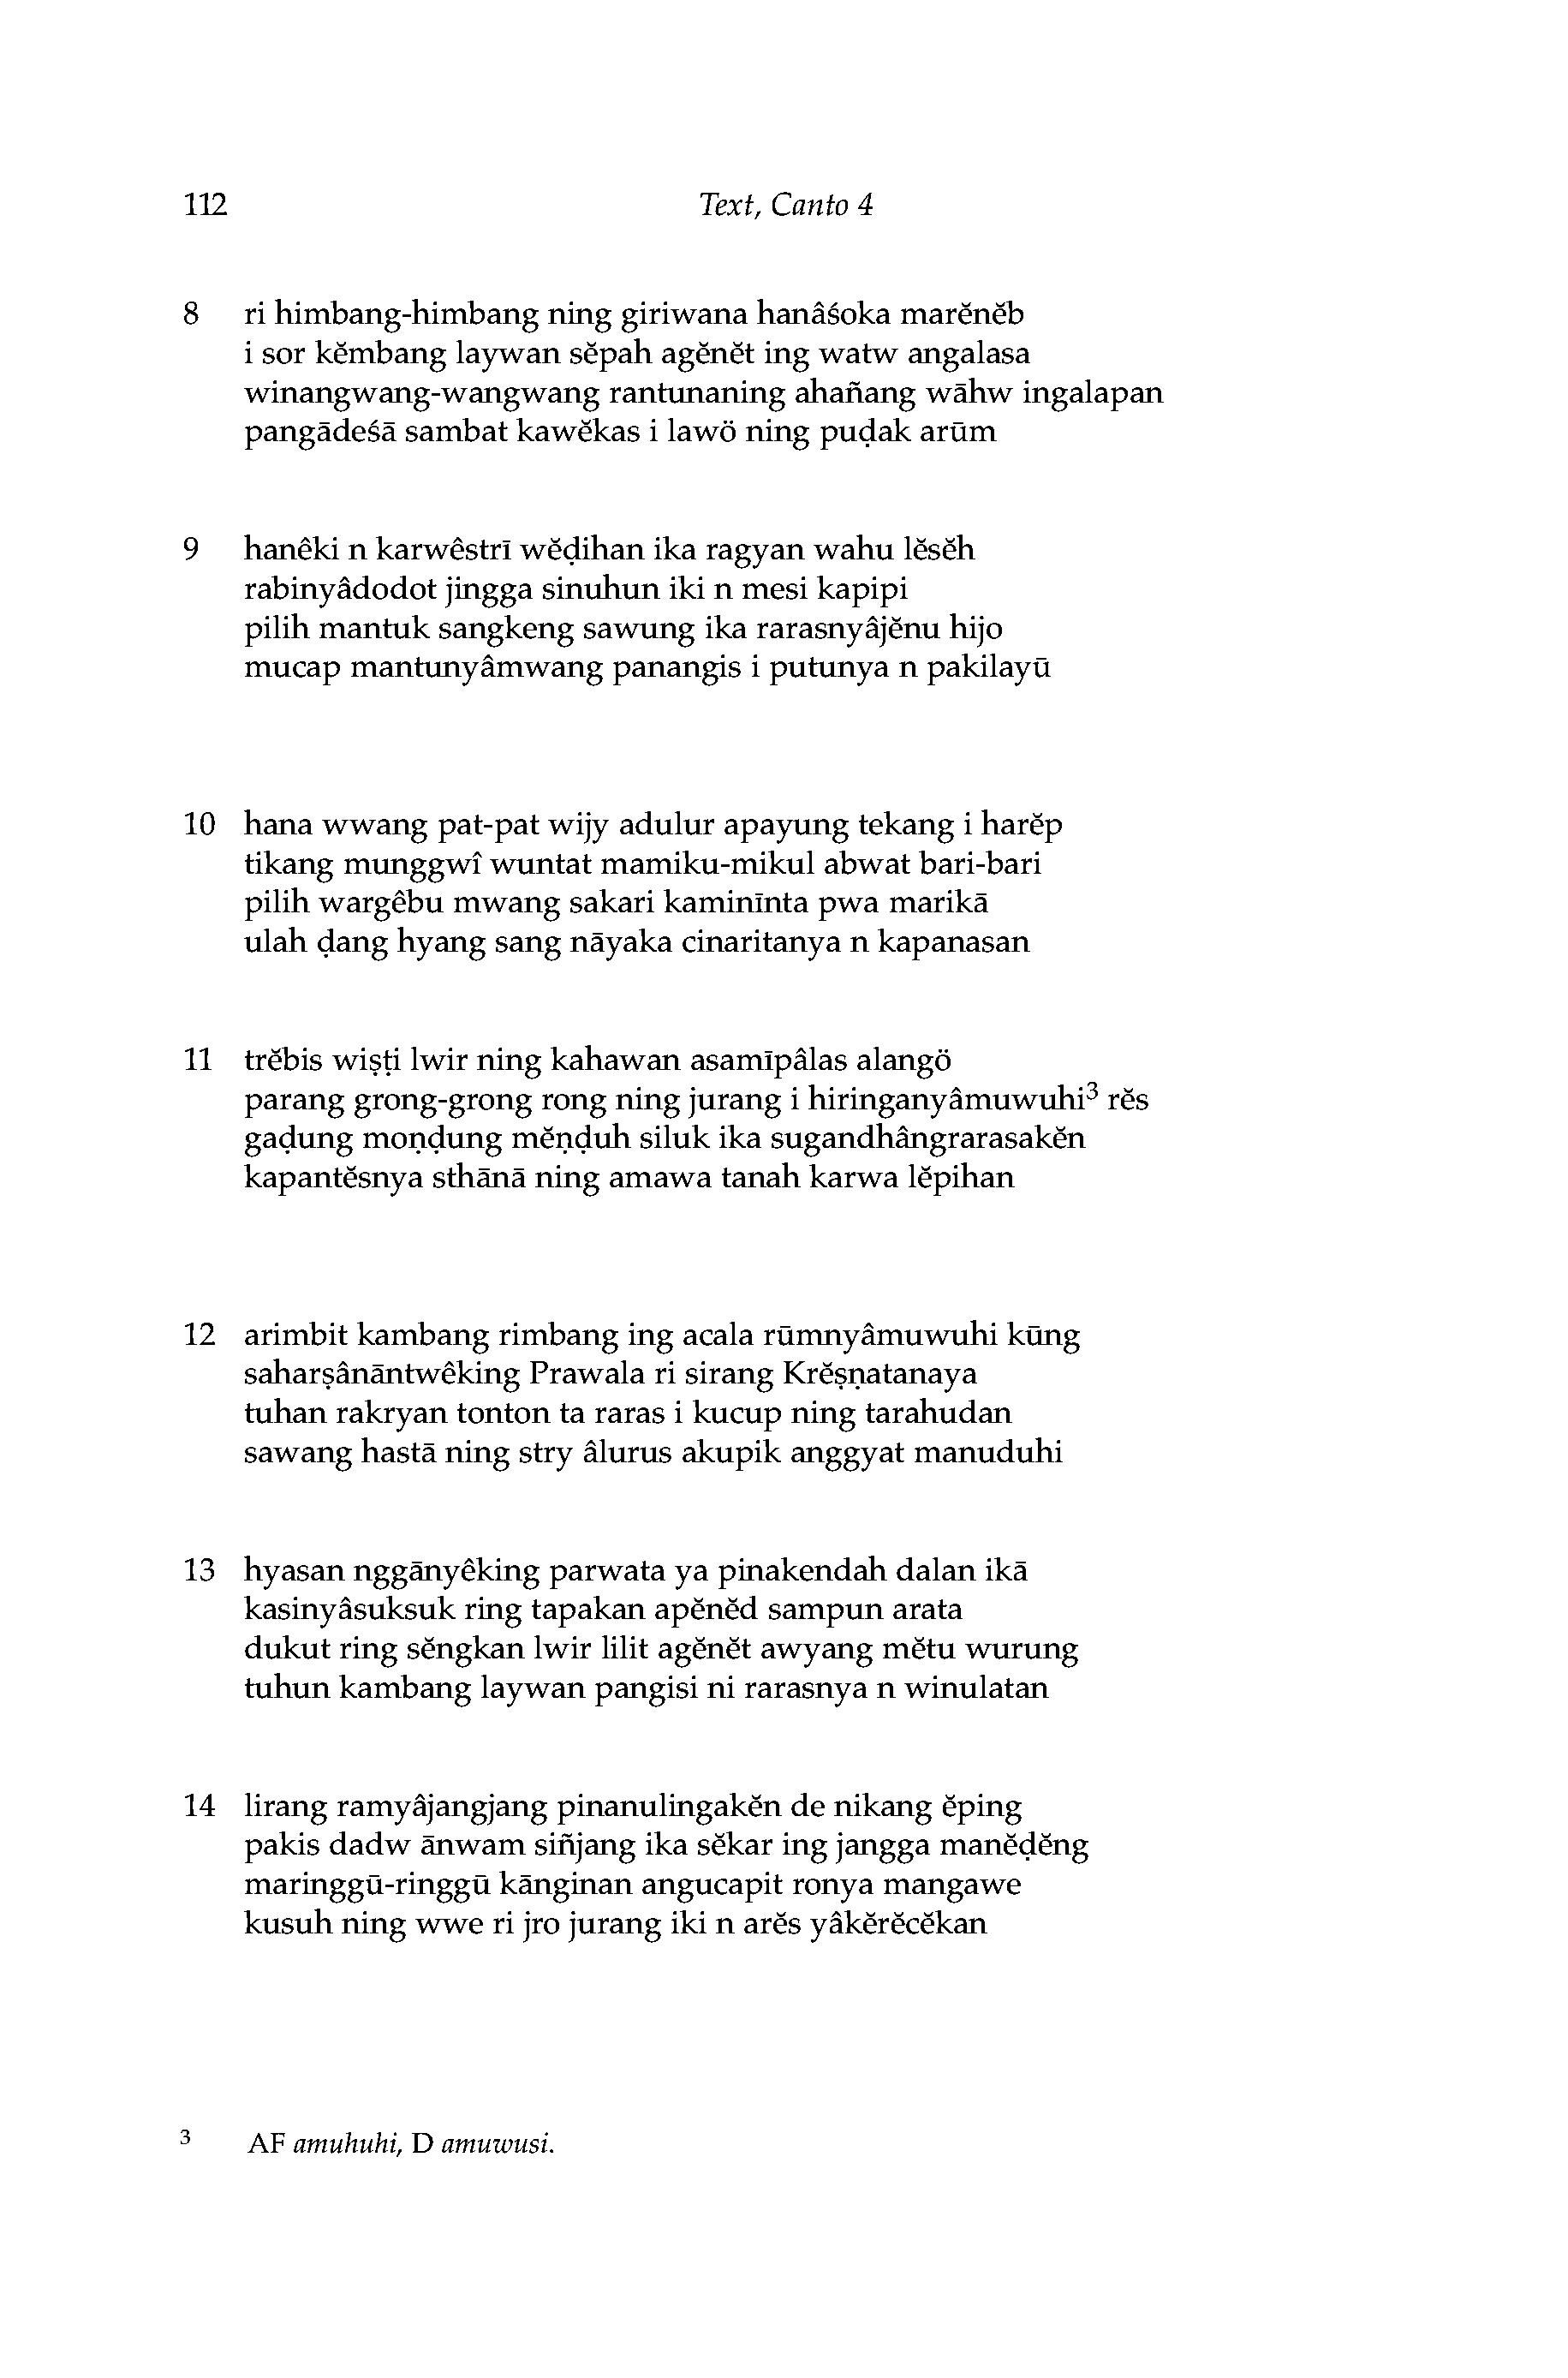 112 Text, Canto 4
8 ri himbang-himbang ning giriwana hanâśoka marĕnĕb
i sor kĕmbang laywan sĕpah agĕnĕt ing watw angalasa
winangwang-wangwang rantunaning ahañang wāhw ingalapan
pangādeśā sambat kawĕkas i lawö ning puḍak arūm
9 hanêki n karwêstrī wĕḍihan ika ragyan wahu lĕsĕh
rabinyâdodot jingga sinuhun iki n mesi kapipi
pilih mantuk sangkeng sawung ika rarasnyâjĕnu hijo
mucap mantunyâmwang panangis i putunya n pakilayū
10 hana wwang pat-pat wijy adulur apayung tekang i harĕp
tikang munggwî wuntat mamiku-mikul abwat bari-bari
pilih wargêbu mwang sakari kaminīnta pwa marikā
ulah ḍang hyang sang nāyaka cinaritanya n kapanasan
11 trĕbis wiṣṭi lwir ning kahawan asamīpâlas alangö
parang grong-grong rong ning jurang i hiringanyâmuwuhi³ rĕs
gaḍung moṇḍung mĕṇḍuh siluk ika sugandhângrarasakĕn
kapantĕsnya sthānā ning amawa tanah karwa lĕpihan
12 arimbit kambang rimbang ing acala rūmnyâmuwuhi kūng
saharṣânāntwêking Prawala ri sirang Krĕṣṇatanaya
tuhan rakryan tonton ta raras i kucup ning tarahudan
sawang hastā ning stry âlurus akupik anggyat manuduhi
13 hyasan nggānyêking parwata ya pinakendah dalan ikā
kasinyâsuksuk ring tapakan apĕnĕd sampun arata
dukut ring sĕngkan lwir lilit agĕnĕt awyang mĕtu wurung
tuhun kambang laywan pangisi ni rarasnya n winulatan
14 lirang ramyâjangjang pinanulingakĕn de nikang ĕping
pakis dadw ānwam siñjang ika sĕkar ing jangga manĕḍĕng
maringgū-ringgū kānginan angucapit ronya mangawe
kusuh ning wwe ri jro jurang iki n arĕs yâkĕrĕcĕkan
³ AF amuhuhi, D amuwusi.